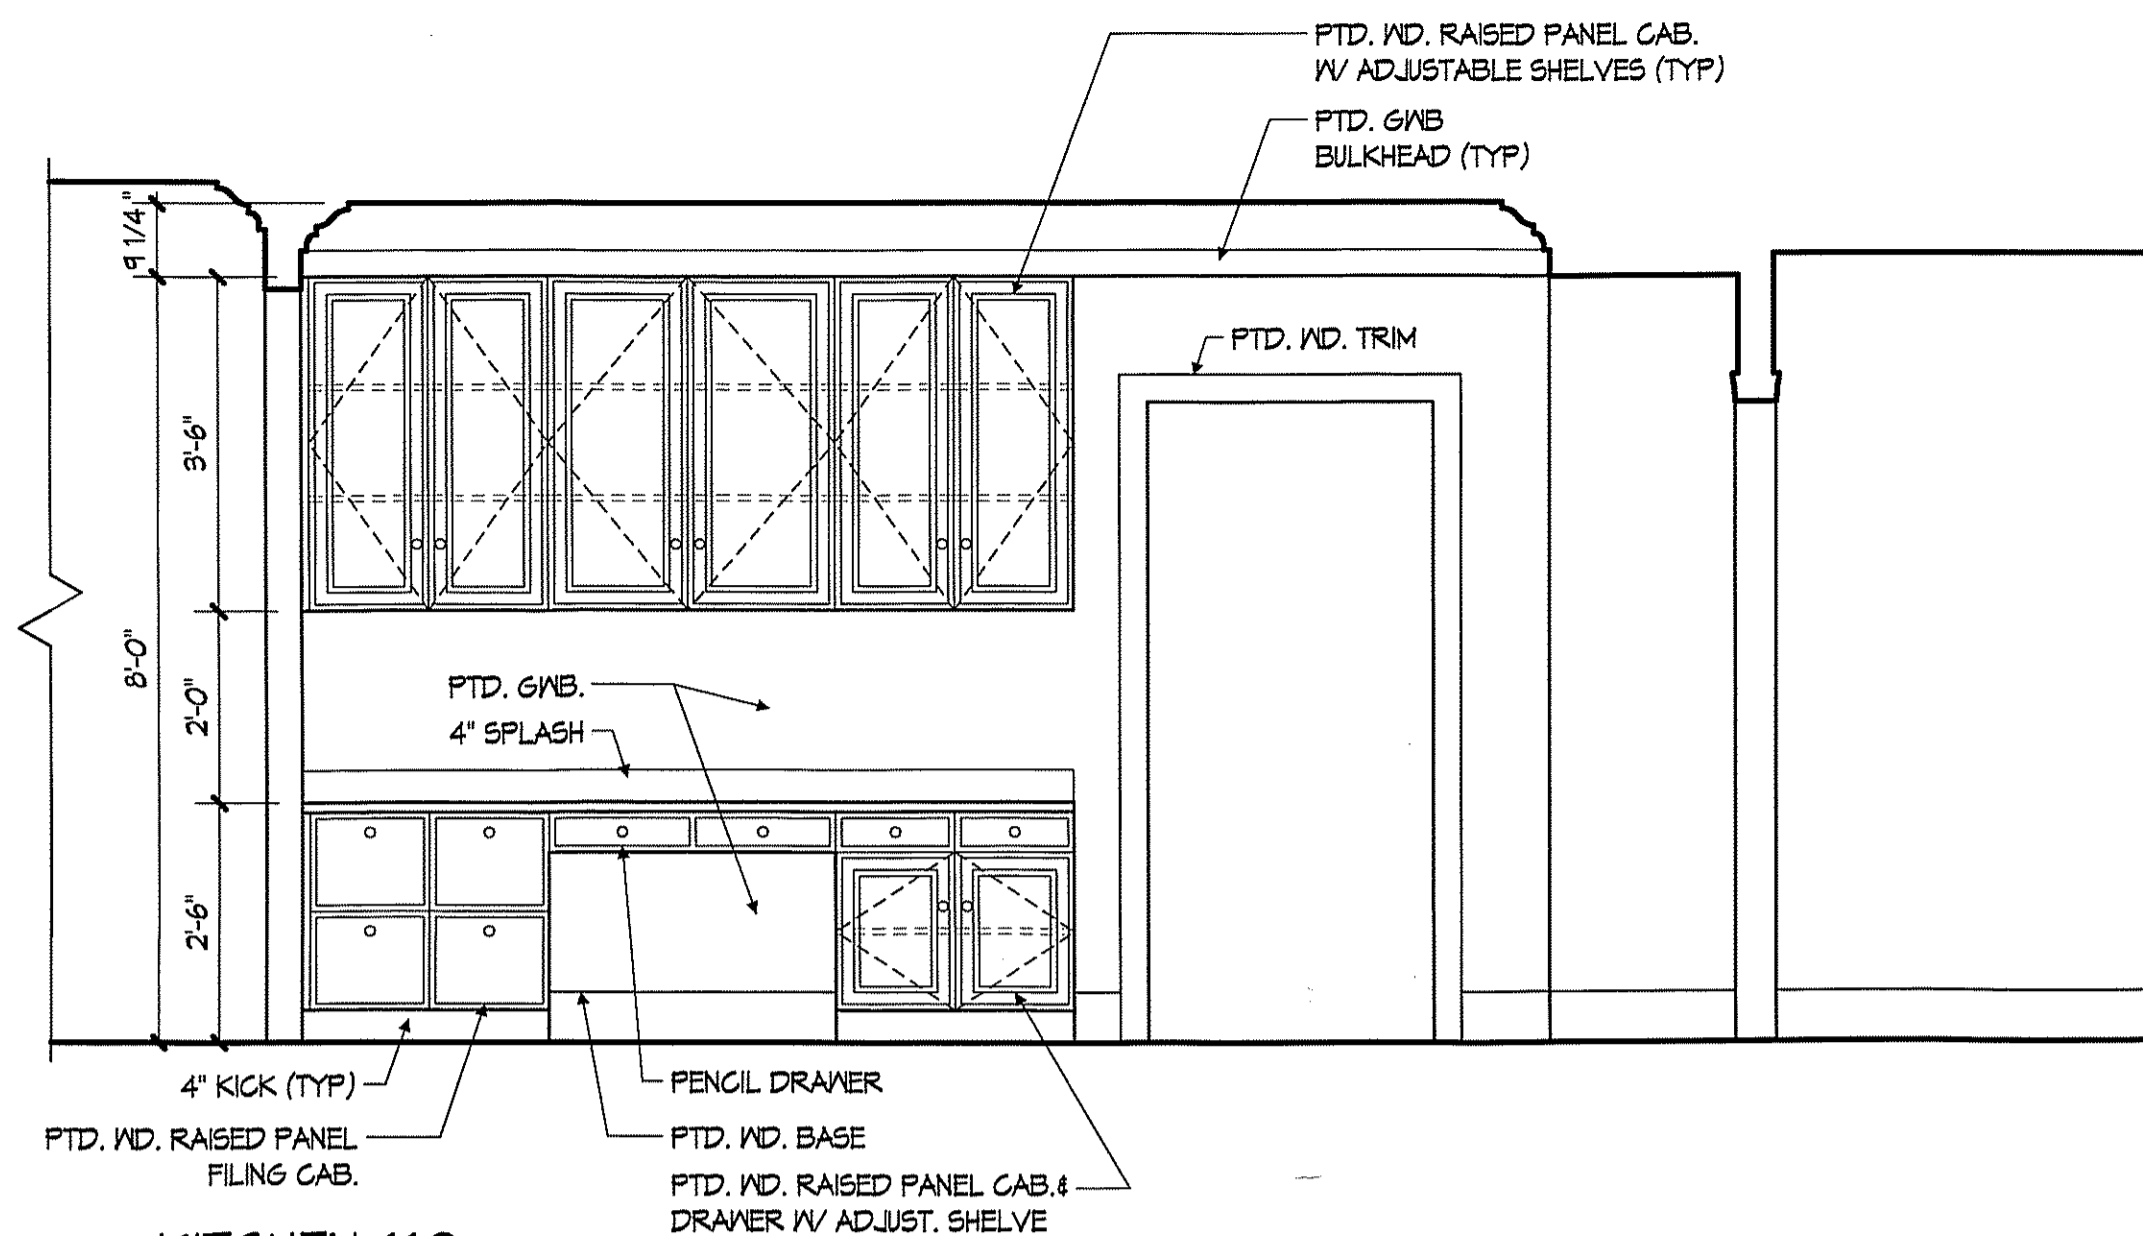 PTD. WD. RAISED PANEL CAB.
W/ ADJUSTABLE SHELVES (TYP)
PTD. GWB
BULKHEAD (TYP)
9 1/4"
PTD. WD. TRIM
3'-6"
8'-0"
2'-0"
PTD. GWB.
4" SPLASH
2'-6"
4" KICK (TYP)
PENCIL DRAWER
PTD. WD. RAISED PANEL
FILING CAB.
PTD. WD. BASE
PTD. WD. RAISED PANEL CAB.&
DRAWER W/ ADJUST. SHELVE